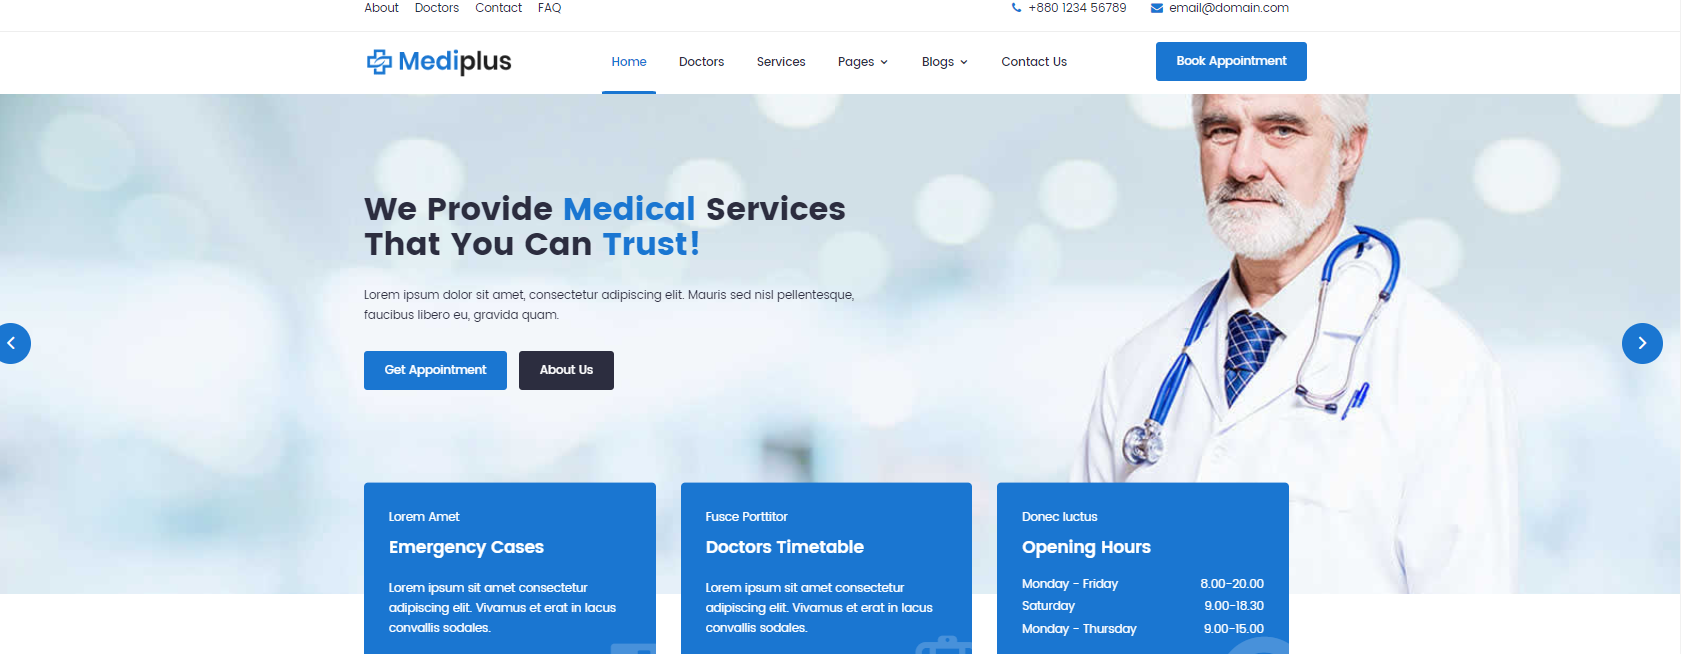 About Doctors Contact FAQ +880 1234 56789 email@domain.com
Mediplus Home Doctors Services Pages Blogs Contact Us Book Appointment
We Provide Medical Services
That You Can Trust!
Lorem ipsum dolor sit amet, consectetur adipiscing elit. Mauris sed nisl pellentesque,
faucibus libero eu, gravida quam.
Get Appointment About Us
Lorem Amet
Emergency Cases
Lorem ipsum sit amet consectetur
adipiscing elit. Vivamus et erat in lacus
convallis sodales.
Fusce Porttitor
Doctors Timetable
Lorem ipsum sit amet consectetur
adipiscing elit. Vivamus et erat in lacus
convallis sodales.
Donec luctus
Opening Hours
Monday - Friday 8.00-20.00
Saturday 9.00-18.30
Monday - Thursday 9.00-15.00